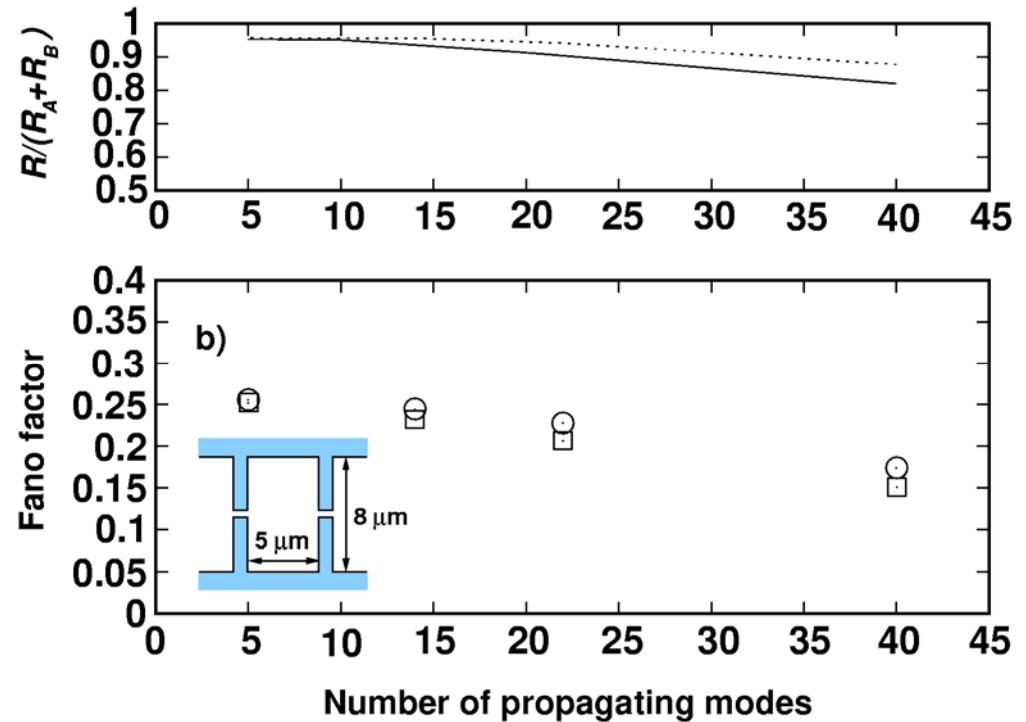 R/(R_A+R_B)
1
0.9
0.8
0.7
0.6
0.5
0 5 10 15 20 25 30 35 40 45
Fano factor
0.4
0.35
0.3
0.25
0.2
0.15
0.1
0.05
0
b)
8 μm
5 μm
0 5 10 15 20 25 30 35 40 45
Number of propagating modes